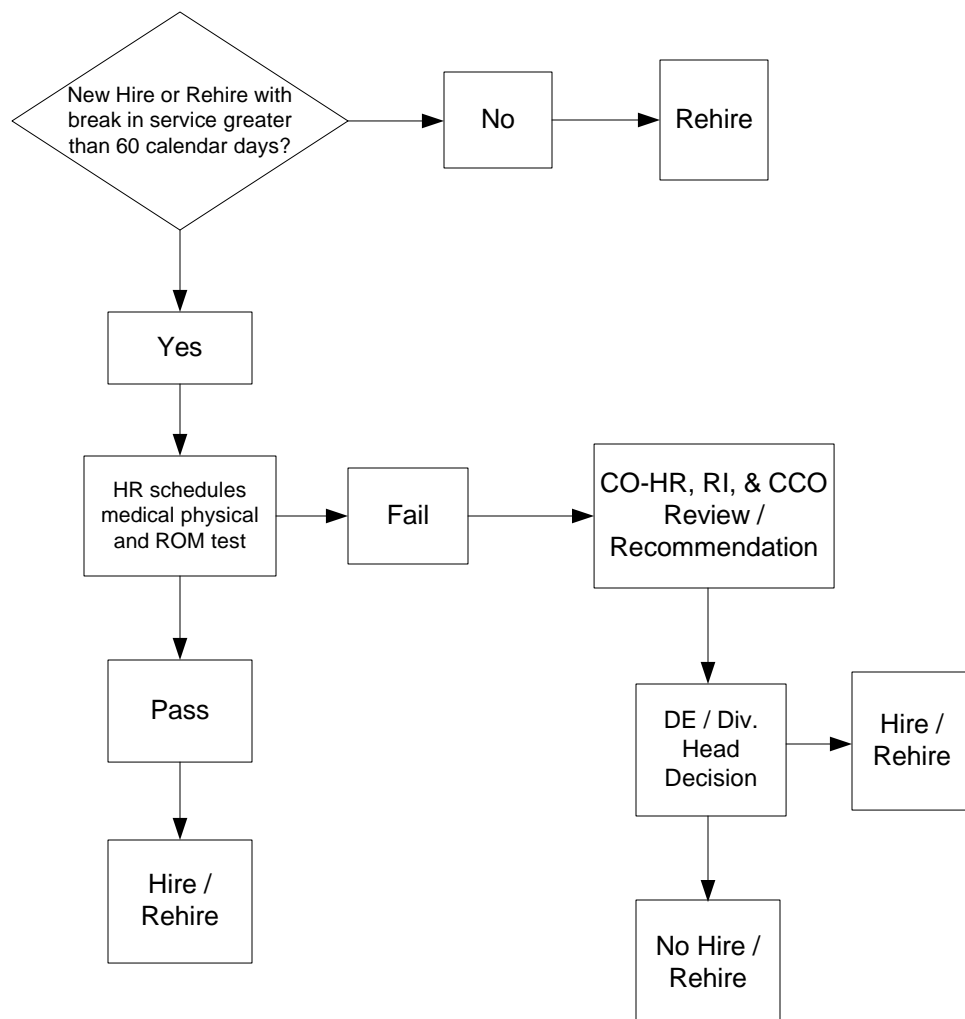 New Hire or Rehire with
break in service greater
than 60 calendar days?
No
Rehire
Yes
HR schedules
medical physical
and ROM test
Fail
CO-HR, RI, & CCO
Review /
Recommendation
Pass
DE / Div.
Head
Decision
Hire /
Rehire
Hire /
Rehire
No Hire /
Rehire